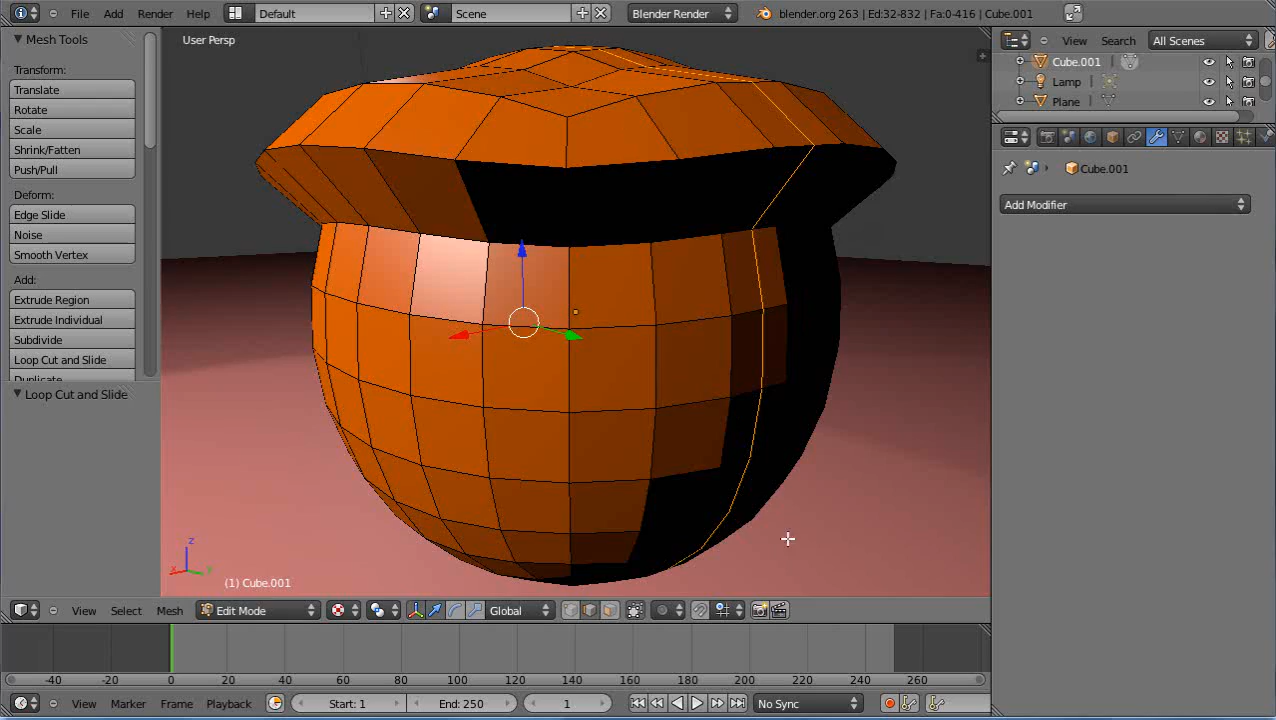 File Add Render Help Default Scene Blender Render blender.org 263 | Ed:32-832 | Fa:0-416 | Cube.001
Mesh Tools
User Persp
View Search All Scenes
Cube.001
Lamp
Plane
Transform:
Translate
Rotate
Scale
Shrink/Fatten
Push/Pull
Deform:
Edge Slide
Noise
Smooth Vertex
Add:
Extrude Region
Extrude Individual
Subdivide
Loop Cut and Slide
Duplicate
Loop Cut and Slide
Cube.001
Add Modifier
z
x
y
(1) Cube.001
View Select Mesh Edit Mode Global
-40 -20 0 20 40 60 80 100 120 140 160 180 200 220 240 260
View Marker Frame Playback Start: 1 End: 250 1 No Sync